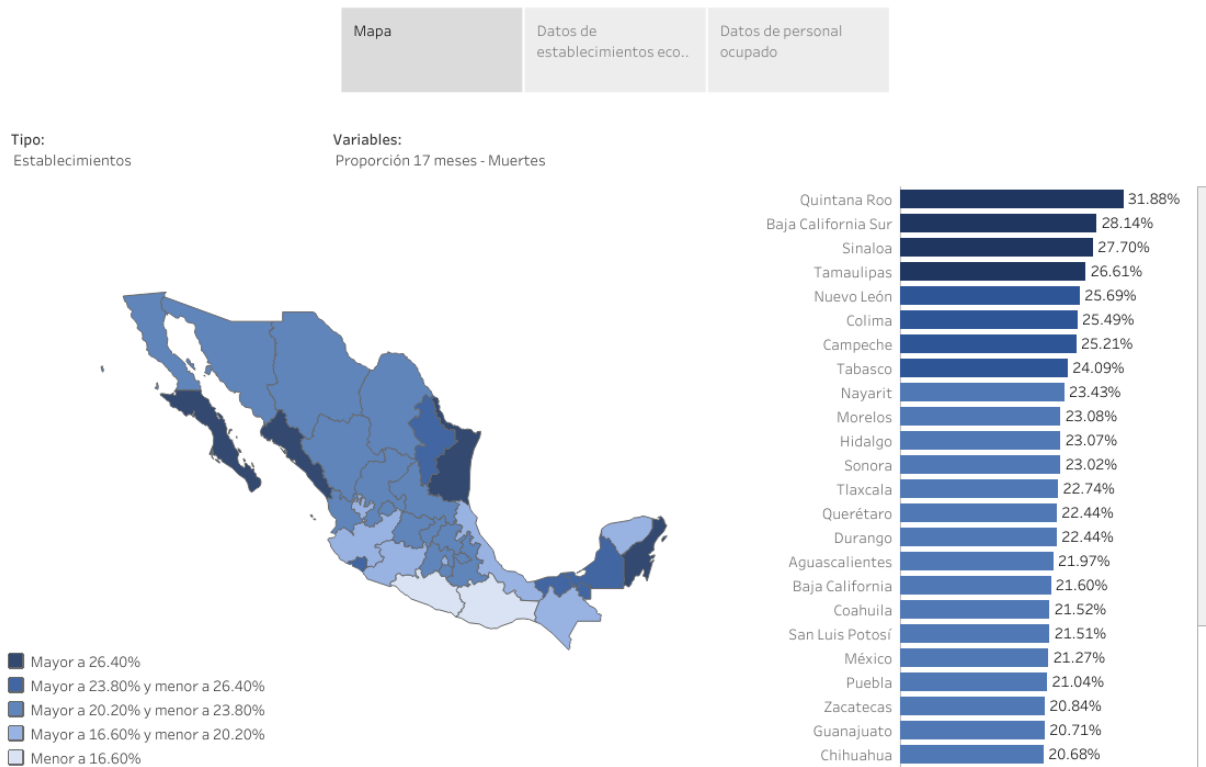 Mapa
Datos de
establecimientos eco..
Datos de personal
ocupado
Tipo:
Establecimientos
Variables:
Proporción 17 meses - Muertes
Quintana Roo 31.88%
Baja California Sur 28.14%
Sinaloa 27.70%
Tamaulipas 26.61%
Nuevo León 25.69%
Colima 25.49%
Campeche 25.21%
Tabasco 24.09%
Nayarit 23.43%
Morelos 23.08%
Hidalgo 23.07%
Sonora 23.02%
Tlaxcala 22.74%
Querétaro 22.44%
Durango 22.44%
Aguascalientes 21.97%
Baja California 21.60%
Coahuila 21.52%
San Luis Potosí 21.51%
México 21.27%
Puebla 21.04%
Zacatecas 20.84%
Guanajuato 20.71%
Chihuahua 20.68%
Mayor a 26.40%
Mayor a 23.80% y menor a 26.40%
Mayor a 20.20% y menor a 23.80%
Mayor a 16.60% y menor a 20.20%
Menor a 16.60%